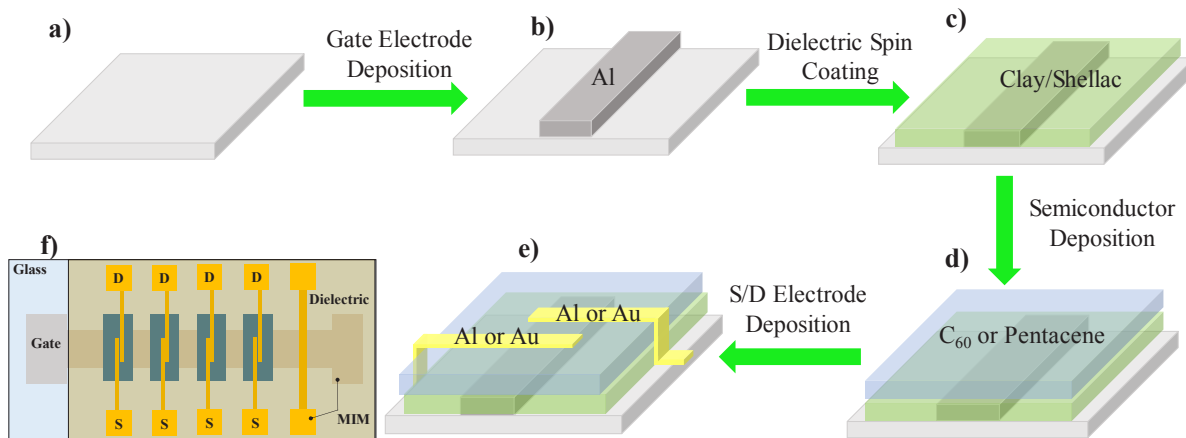 a)
Gate Electrode
Deposition
b)
Al
Dielectric Spin
Coating
c)
Clay/Shellac
Semiconductor
Deposition
d)
C₆₀ or Pentacene
S/D Electrode
Deposition
e)
Al or Au
Al or Au
f)
Glass
D D D D
Dielectric
Gate
MIM
S S S S